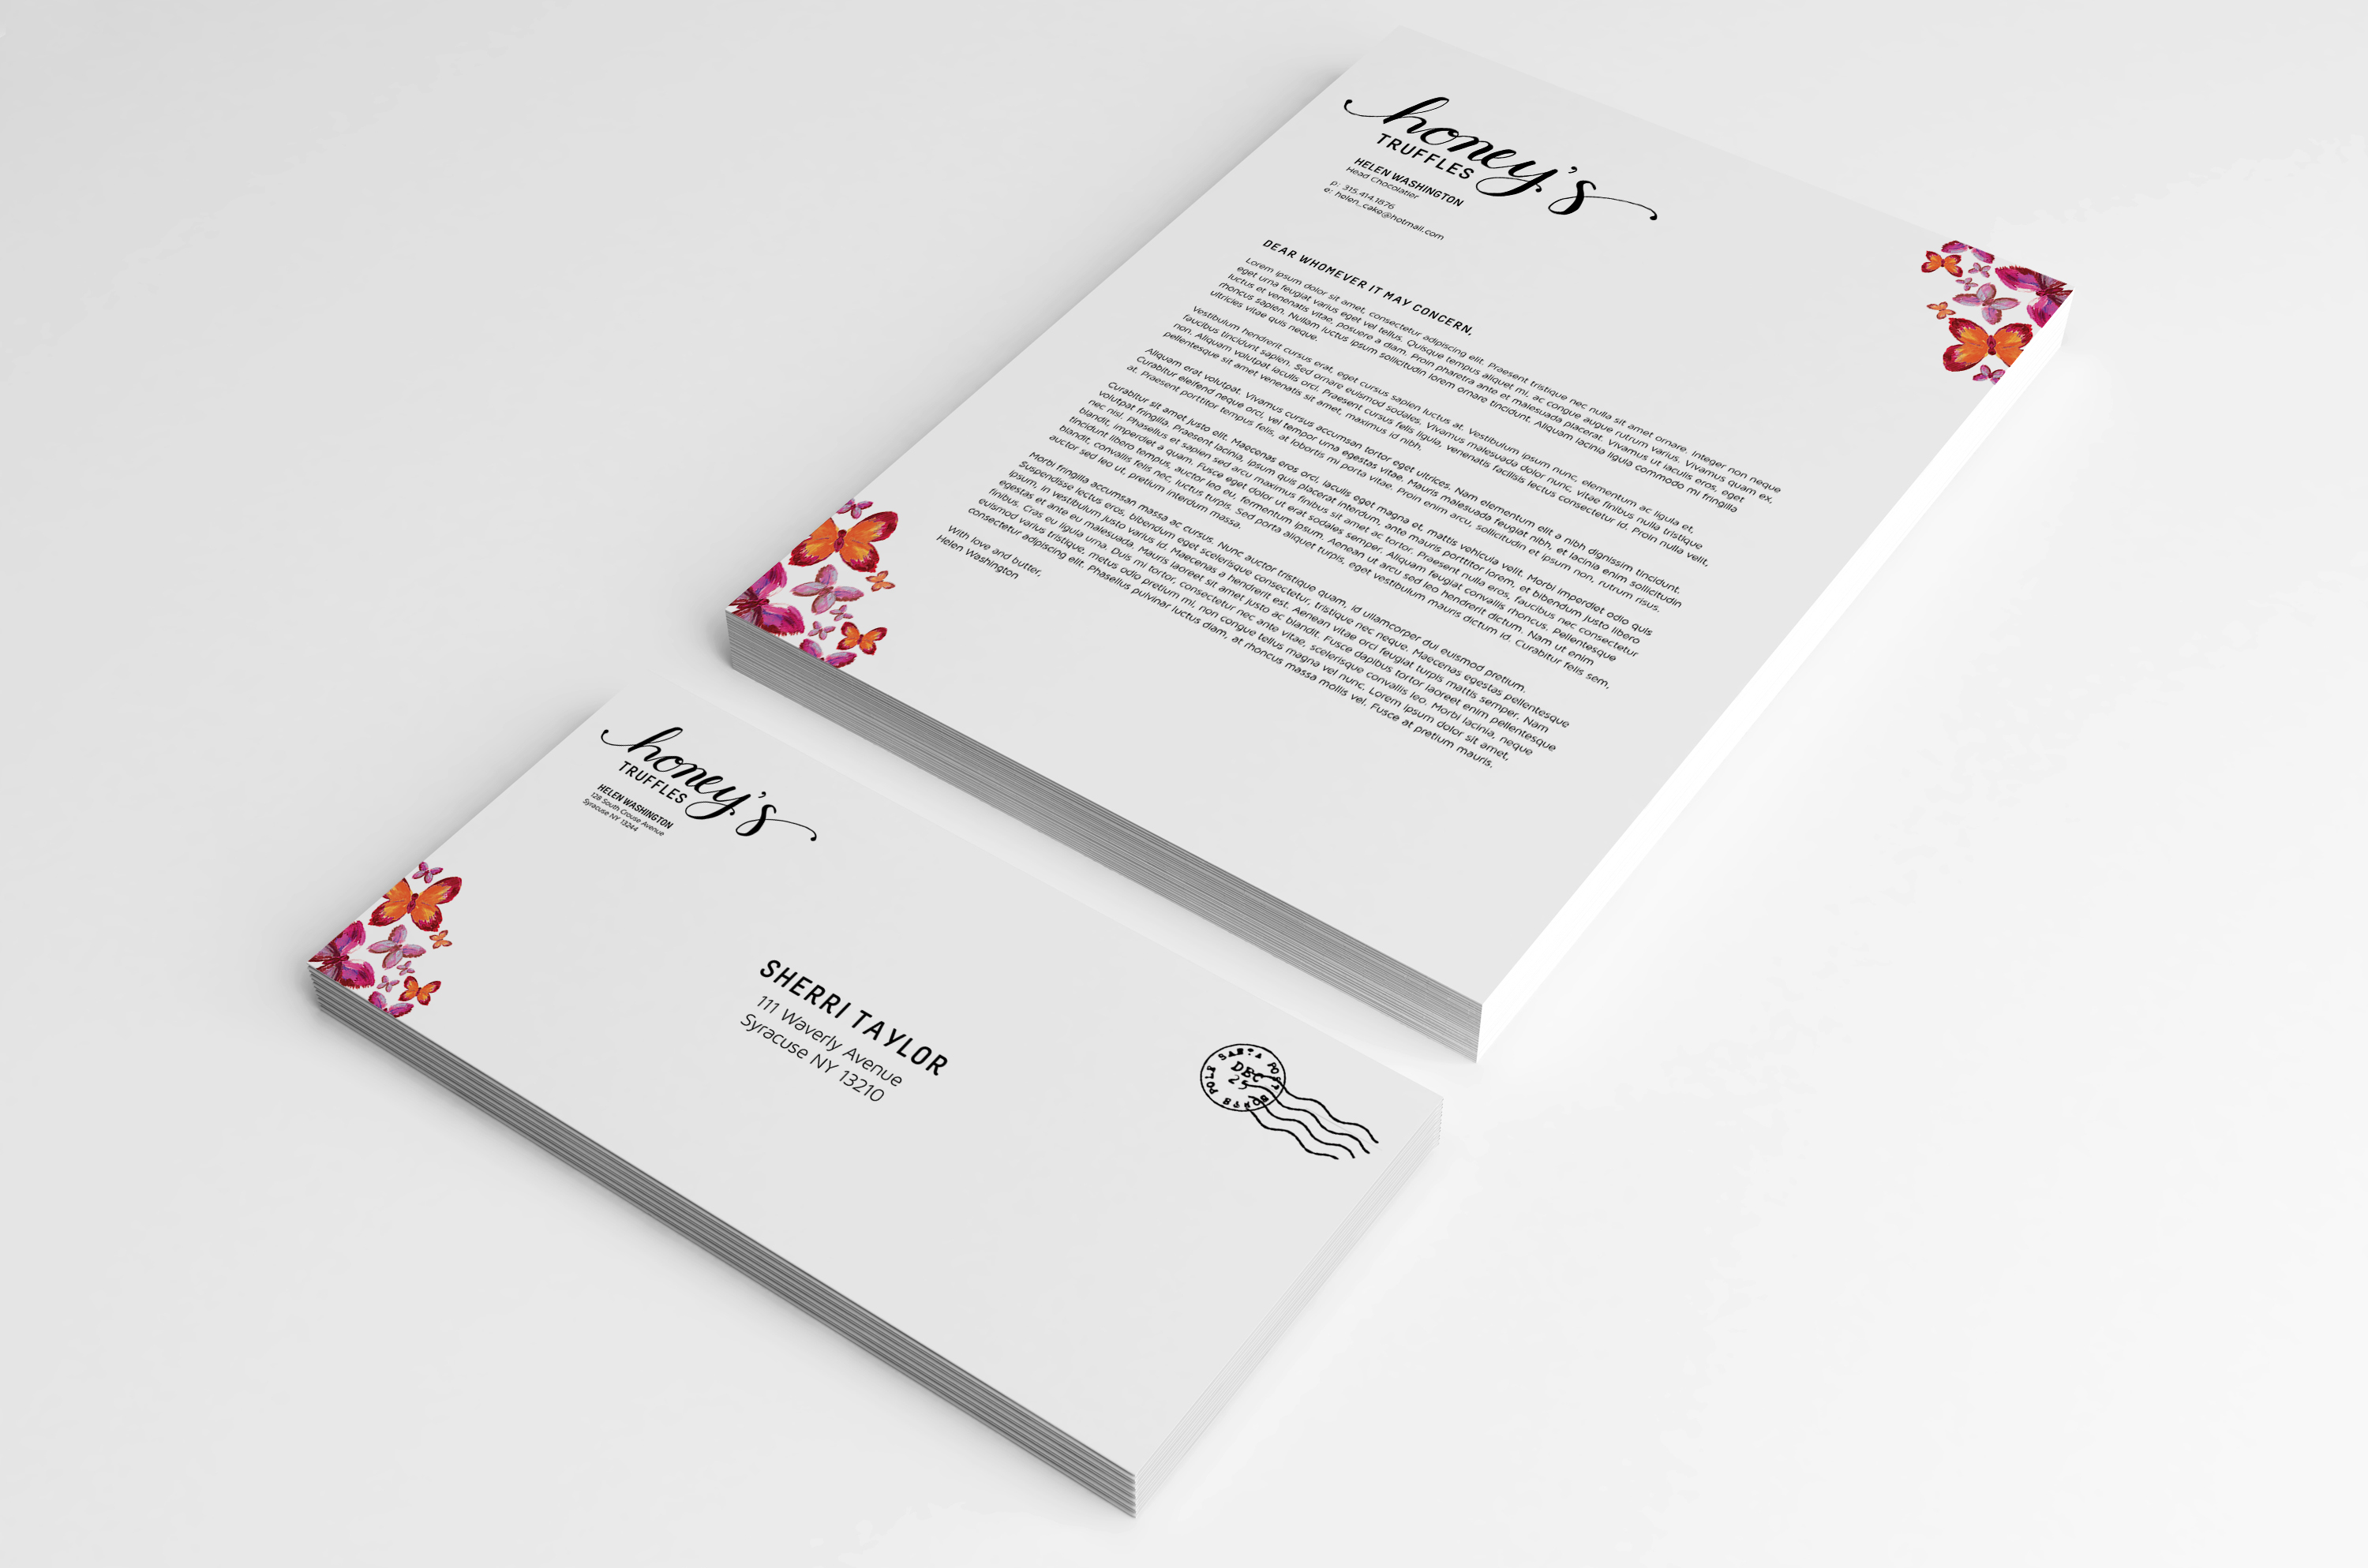 honey's
TRUFFLES
HELEN WASHINGTON
Head Chocolatier
p: 315.414.1876
e: helen_cake@hotmail.com
DEAR WHOMEVER IT MAY CONCERN,
Lorem ipsum dolor sit amet, consectetur adipiscing elit. Praesent tristique nec nulla sit amet ornare. Integer non neque
eget urna feugiat varius eget vel tellus. Quisque tempus aliquet mi, ac congue augue rutrum varius. Vivamus quam ex,
luctus et venenatis vitae, posuere a diam. Proin pharetra ante et malesuada placerat. Vivamus ut iaculis eros, eget
rhoncus sapien. Nullam luctus ipsum sollicitudin lorem ornare tincidunt. Aliquam lacinia ligula commodo mi fringilla
ultricies vitae quis neque.
Vestibulum hendrerit cursus erat, eget cursus sapien luctus at. Vestibulum ipsum nunc, elementum ac ligula et,
faucibus tincidunt sapien. Sed ornare euismod sodales. Vivamus malesuada dolor nunc, vitae finibus nulla tristique
non. Aliquam volutpat iaculis orci. Praesent cursus felis ligula, venenatis facilisis lectus consectetur id. Proin nulla velit,
pellentesque sit amet venenatis sit amet, maximus id nibh.
Aliquam erat volutpat. Vivamus cursus accumsan tortor eget ultrices. Nam elementum elit a nibh dignissim tincidunt.
Curabitur eleifend neque orci, vel tempor urna egestas vitae. Mauris malesuada feugiat nibh, et lacinia enim sollicitudin
at. Praesent porttitor tempus felis, at lobortis mi porta vitae. Proin enim arcu, sollicitudin et ipsum non, rutrum risus.
Curabitur sit amet justo elit. Maecenas eros orci, iaculis eget magna et, mattis vehicula velit. Morbi imperdiet odio quis
volutpat fringilla. Praesent lacinia, ipsum quis placerat interdum, ante mauris porttitor lorem, et bibendum justo libero
nec nisl. Phasellus et sapien sed arcu maximus finibus sit amet ac tortor. Praesent nulla eros, faucibus nec consectetur
blandit, imperdiet a quam. Fusce eget dolor ut erat sodales semper. Aliquam feugiat convallis rhoncus. Pellentesque
tincidunt libero tempus, auctor leo eu, fermentum ipsum. Aenean ut arcu sed leo hendrerit dictum. Nam ut enim
blandit, convallis felis nec, luctus turpis. Sed porta aliquet turpis, eget vestibulum mauris dictum id. Curabitur felis sem,
auctor sed leo ut, pretium interdum massa.
Morbi fringilla accumsan massa ac cursus. Nunc auctor tristique quam, id ullamcorper dui euismod pretium.
Suspendisse lectus eros, bibendum eget scelerisque consectetur, tristique nec neque. Maecenas egestas pellentesque
ipsum, in vestibulum justo varius id. Maecenas a hendrerit est. Aenean vitae orci feugiat turpis mattis semper. Nam
egestas et ante eu malesuada. Mauris laoreet sit amet justo ac blandit. Fusce dapibus tortor laoreet enim pellentesque
finibus. Cras eu ligula urna. Duis mi tortor, consectetur nec ante vitae, scelerisque convallis leo. Morbi lacinia, neque
euismod varius tristique, metus odio pretium mi, non congue tellus magna vel nunc. Lorem ipsum dolor sit amet,
consectetur adipiscing elit. Phasellus pulvinar luctus diam, at rhoncus massa mollis vel. Fusce at pretium mauris.
With love and butter,
Helen Washington
honey's
TRUFFLES
HELEN WASHINGTON
128 South Crouse Avenue
Syracuse NY 13244
SHERRI TAYLOR
111 Waverly Avenue
Syracuse NY 13210
SANTA POST
DEC
25
NORTH POLE